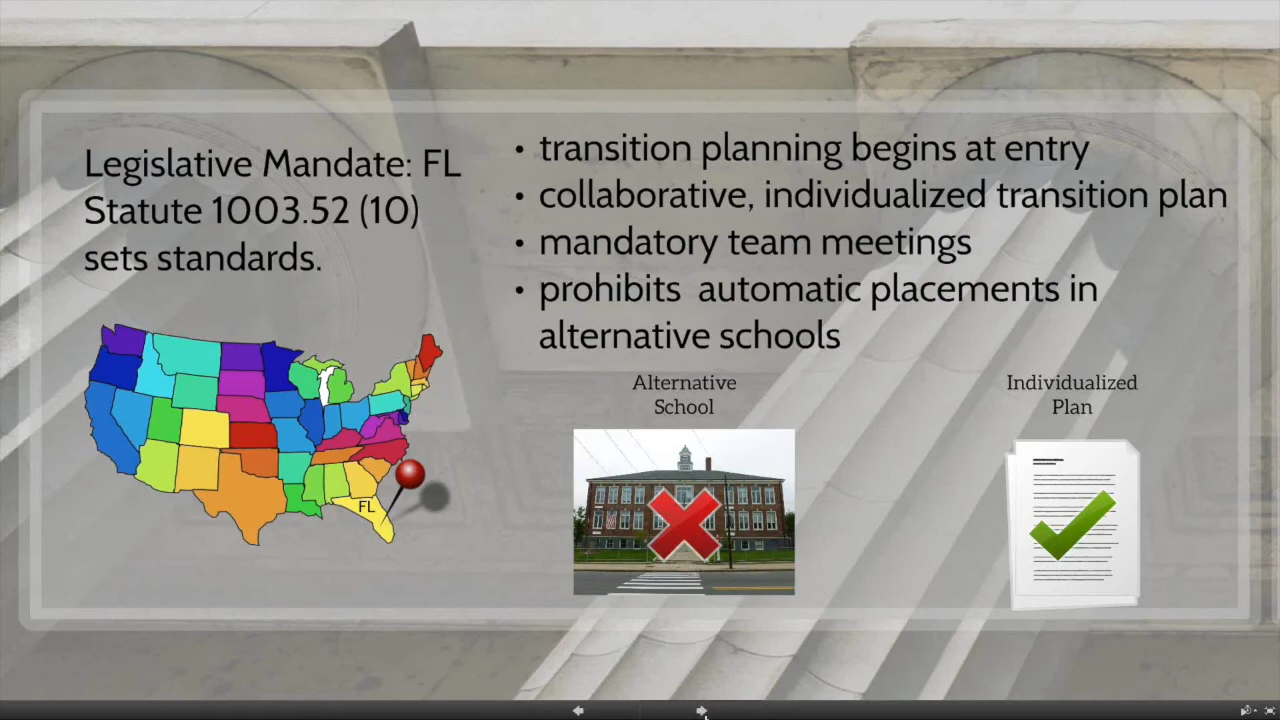 Legislative Mandate: FL
Statute 1003.52 (10)
sets standards.
• transition planning begins at entry
• collaborative, individualized transition plan
• mandatory team meetings
• prohibits  automatic placements in
alternative schools
Alternative
School
Individualized
Plan
FL